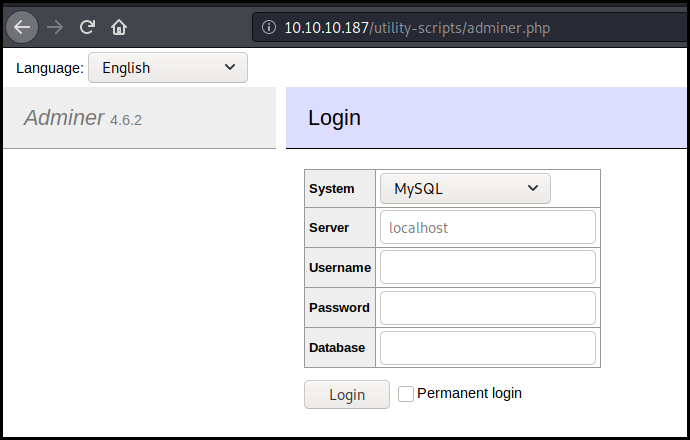 10.10.10.187/utility-scripts/adminer.php
Language: English
Adminer 4.6.2
Login
System MySQL
Server localhost
Username
Password
Database
Login Permanent login